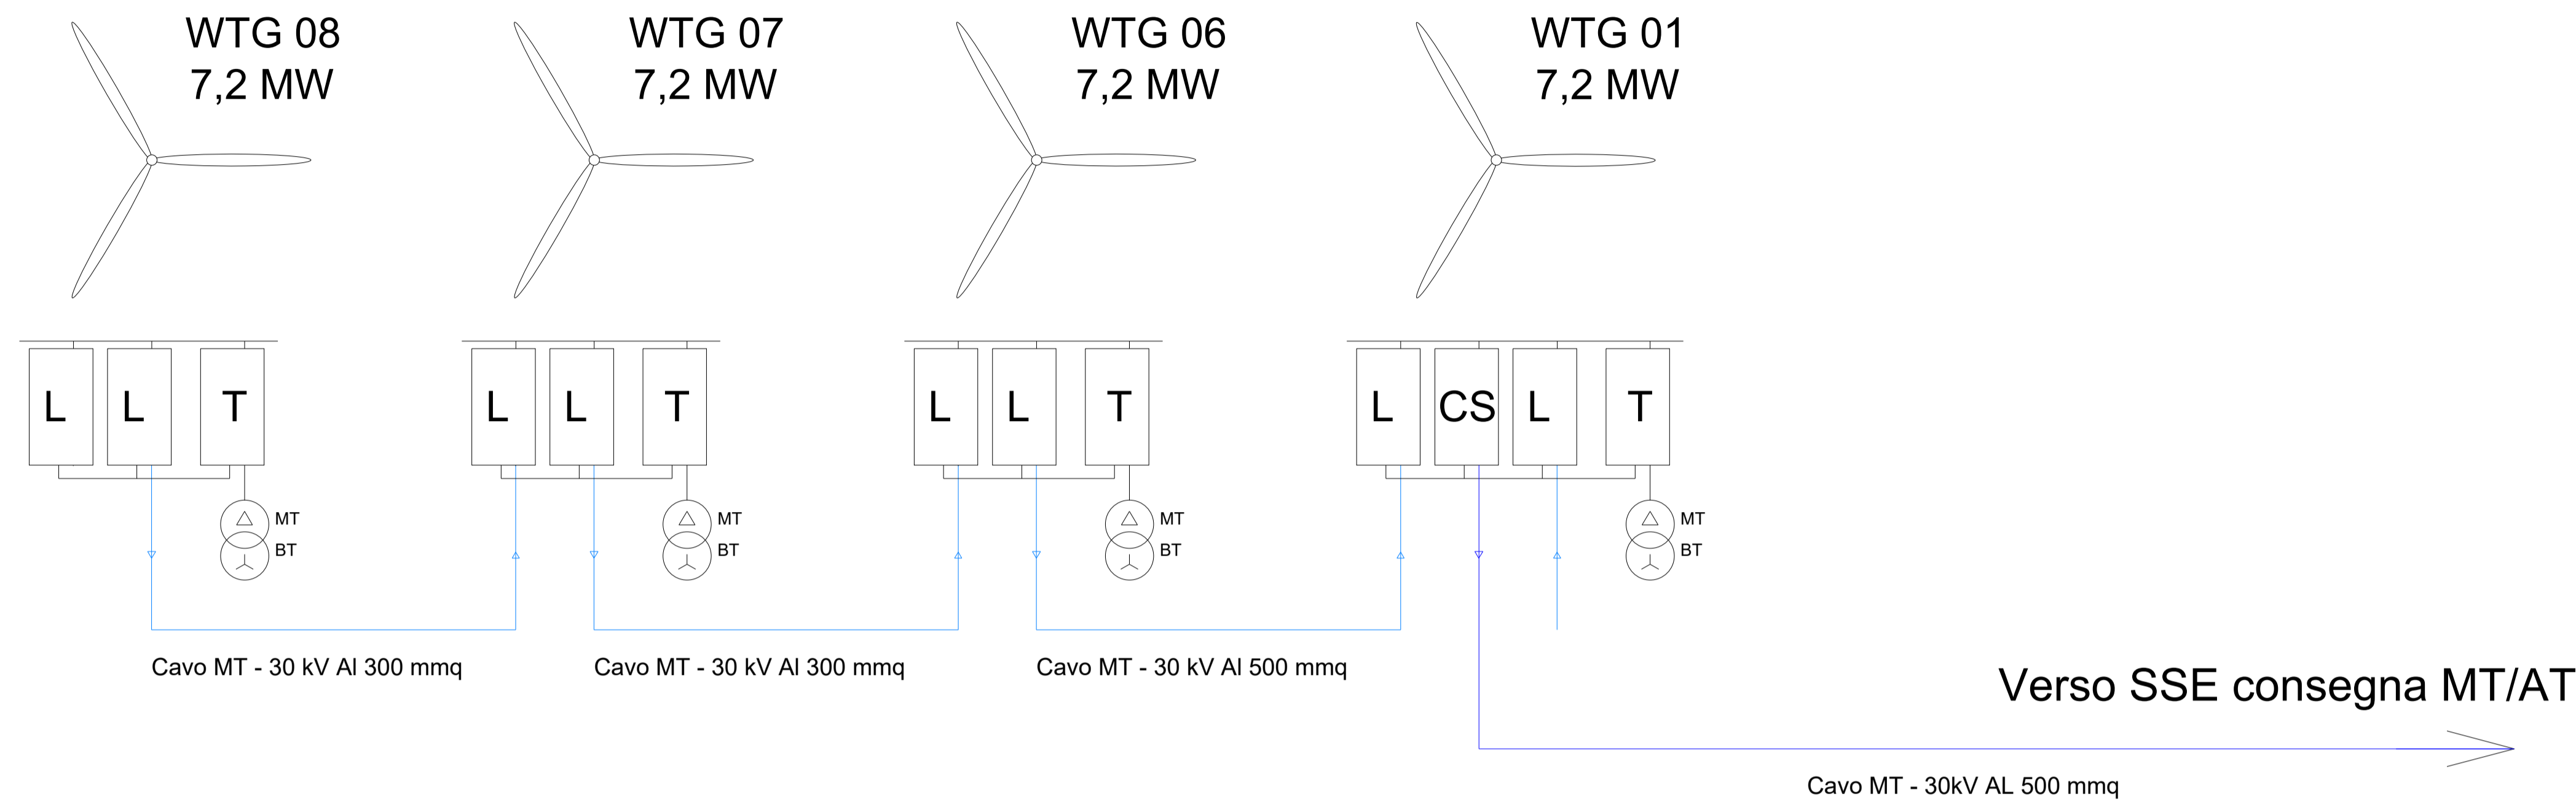 WTG 08
7,2 MW
WTG 07
7,2 MW
WTG 06
7,2 MW
WTG 01
7,2 MW
L L T
L L T
L L T
L CS L T
MT
BT
MT
BT
MT
BT
MT
BT
Cavo MT - 30 kV Al 300 mmq
Cavo MT - 30 kV Al 300 mmq
Cavo MT - 30 kV Al 500 mmq
Verso SSE consegna MT/AT
Cavo MT - 30kV AL 500 mmq